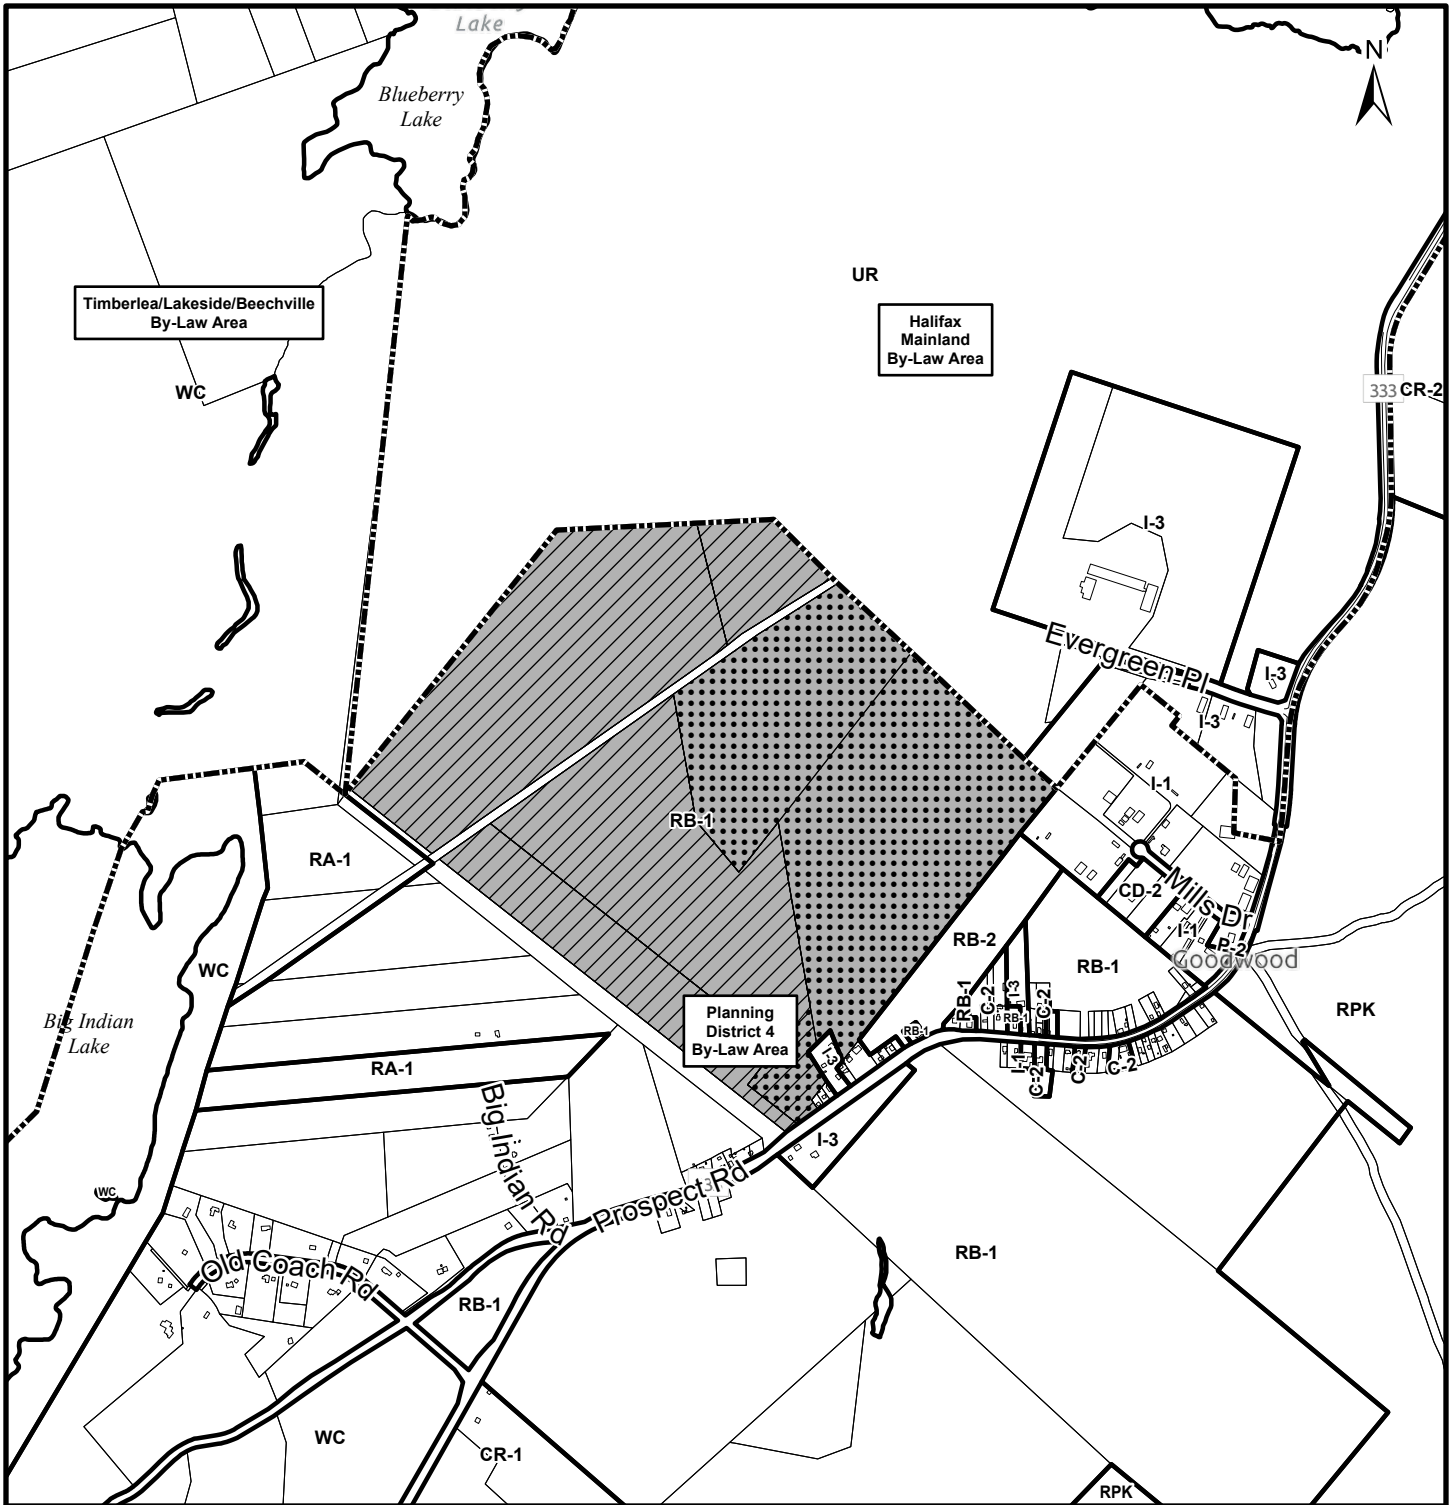 Lake
N
Blueberry
Lake
UR
Timberlea/Lakeside/Beechville
By-Law Area
Halifax
Mainland
By-Law Area
WC
333
CR-2
I-3
Evergreen Pl
I-3
I-3
I-1
RB-1
RA-1
CD-2
Mills Dr
I-1
P-2
Goodwood
RB-2
RB-1
WC
RB-1
C-2
I-3
C-2
RB-1
RB-1
RPK
Big Indian
Lake
Planning
District 4
By-Law Area
I-3
I-1
C-2
C-2
C-2
RA-1
Big Indian Rd
I-3
WC
Prospect Rd
3
Old Coach Rd
RB-1
RB-1
WC
CR-1
RPK